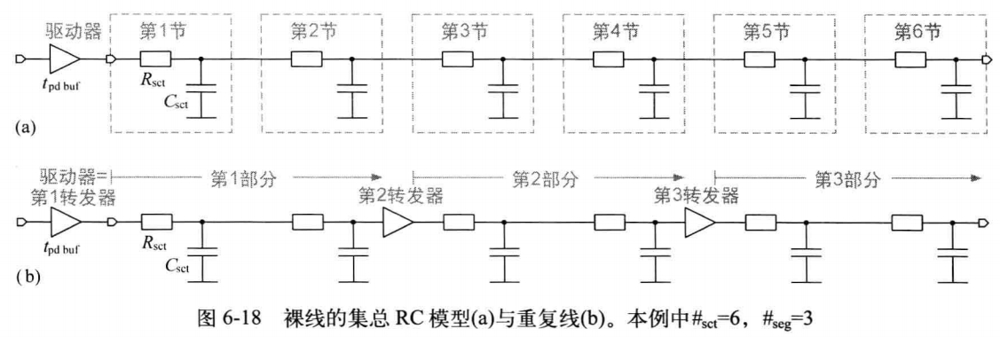 驱动器 第1节 第2节 第3节 第4节 第5节 第6节
t_pd buf R_sct C_sct
(a)
驱动器= 第1部分 第2部分 第3部分
第1转发器 第2转发器 第3转发器
t_pd buf R_sct C_sct
(b)
图 6-18 裸线的集总 RC 模型(a)与重复线(b)。本例中#sct=6，#seg=3